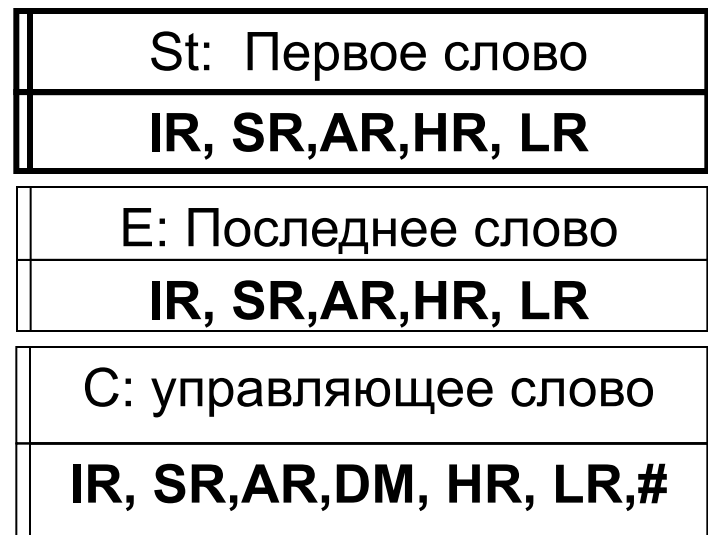 St: Первое слово
IR, SR,AR,HR, LR
E: Последнее слово
IR, SR,AR,HR, LR
C: управляющее слово
IR, SR,AR,DM, HR, LR,#